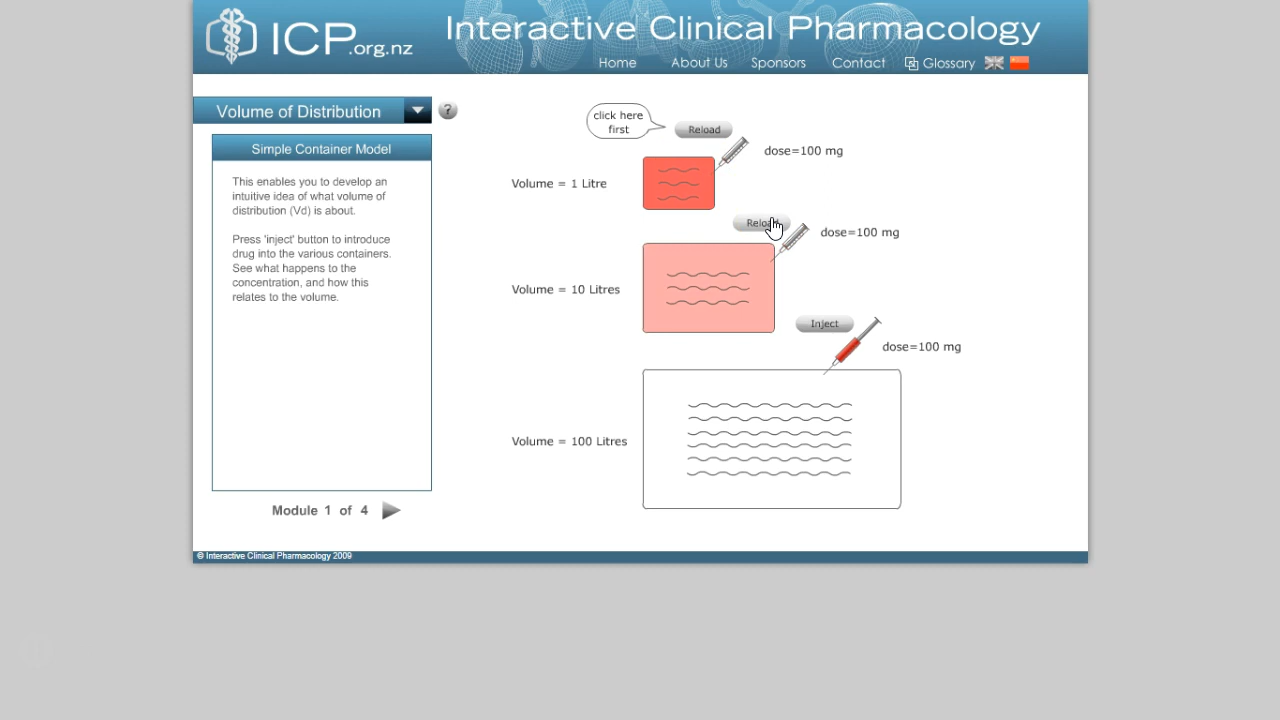 ICP.org.nz
Interactive Clinical Pharmacology
Home About Us Sponsors Contact Glossary
Volume of Distribution
?
Simple Container Model
This enables you to develop an
intuitive idea of what volume of
distribution (Vd) is about.
Press 'inject' button to introduce
drug into the various containers.
See what happens to the
concentration, and how this
relates to the volume.
Module 1 of 4
click here
first
Reload
dose=100 mg
Volume = 1 Litre
Reload
dose=100 mg
Volume = 10 Litres
Inject
dose=100 mg
Volume = 100 Litres
© Interactive Clinical Pharmacology 2009